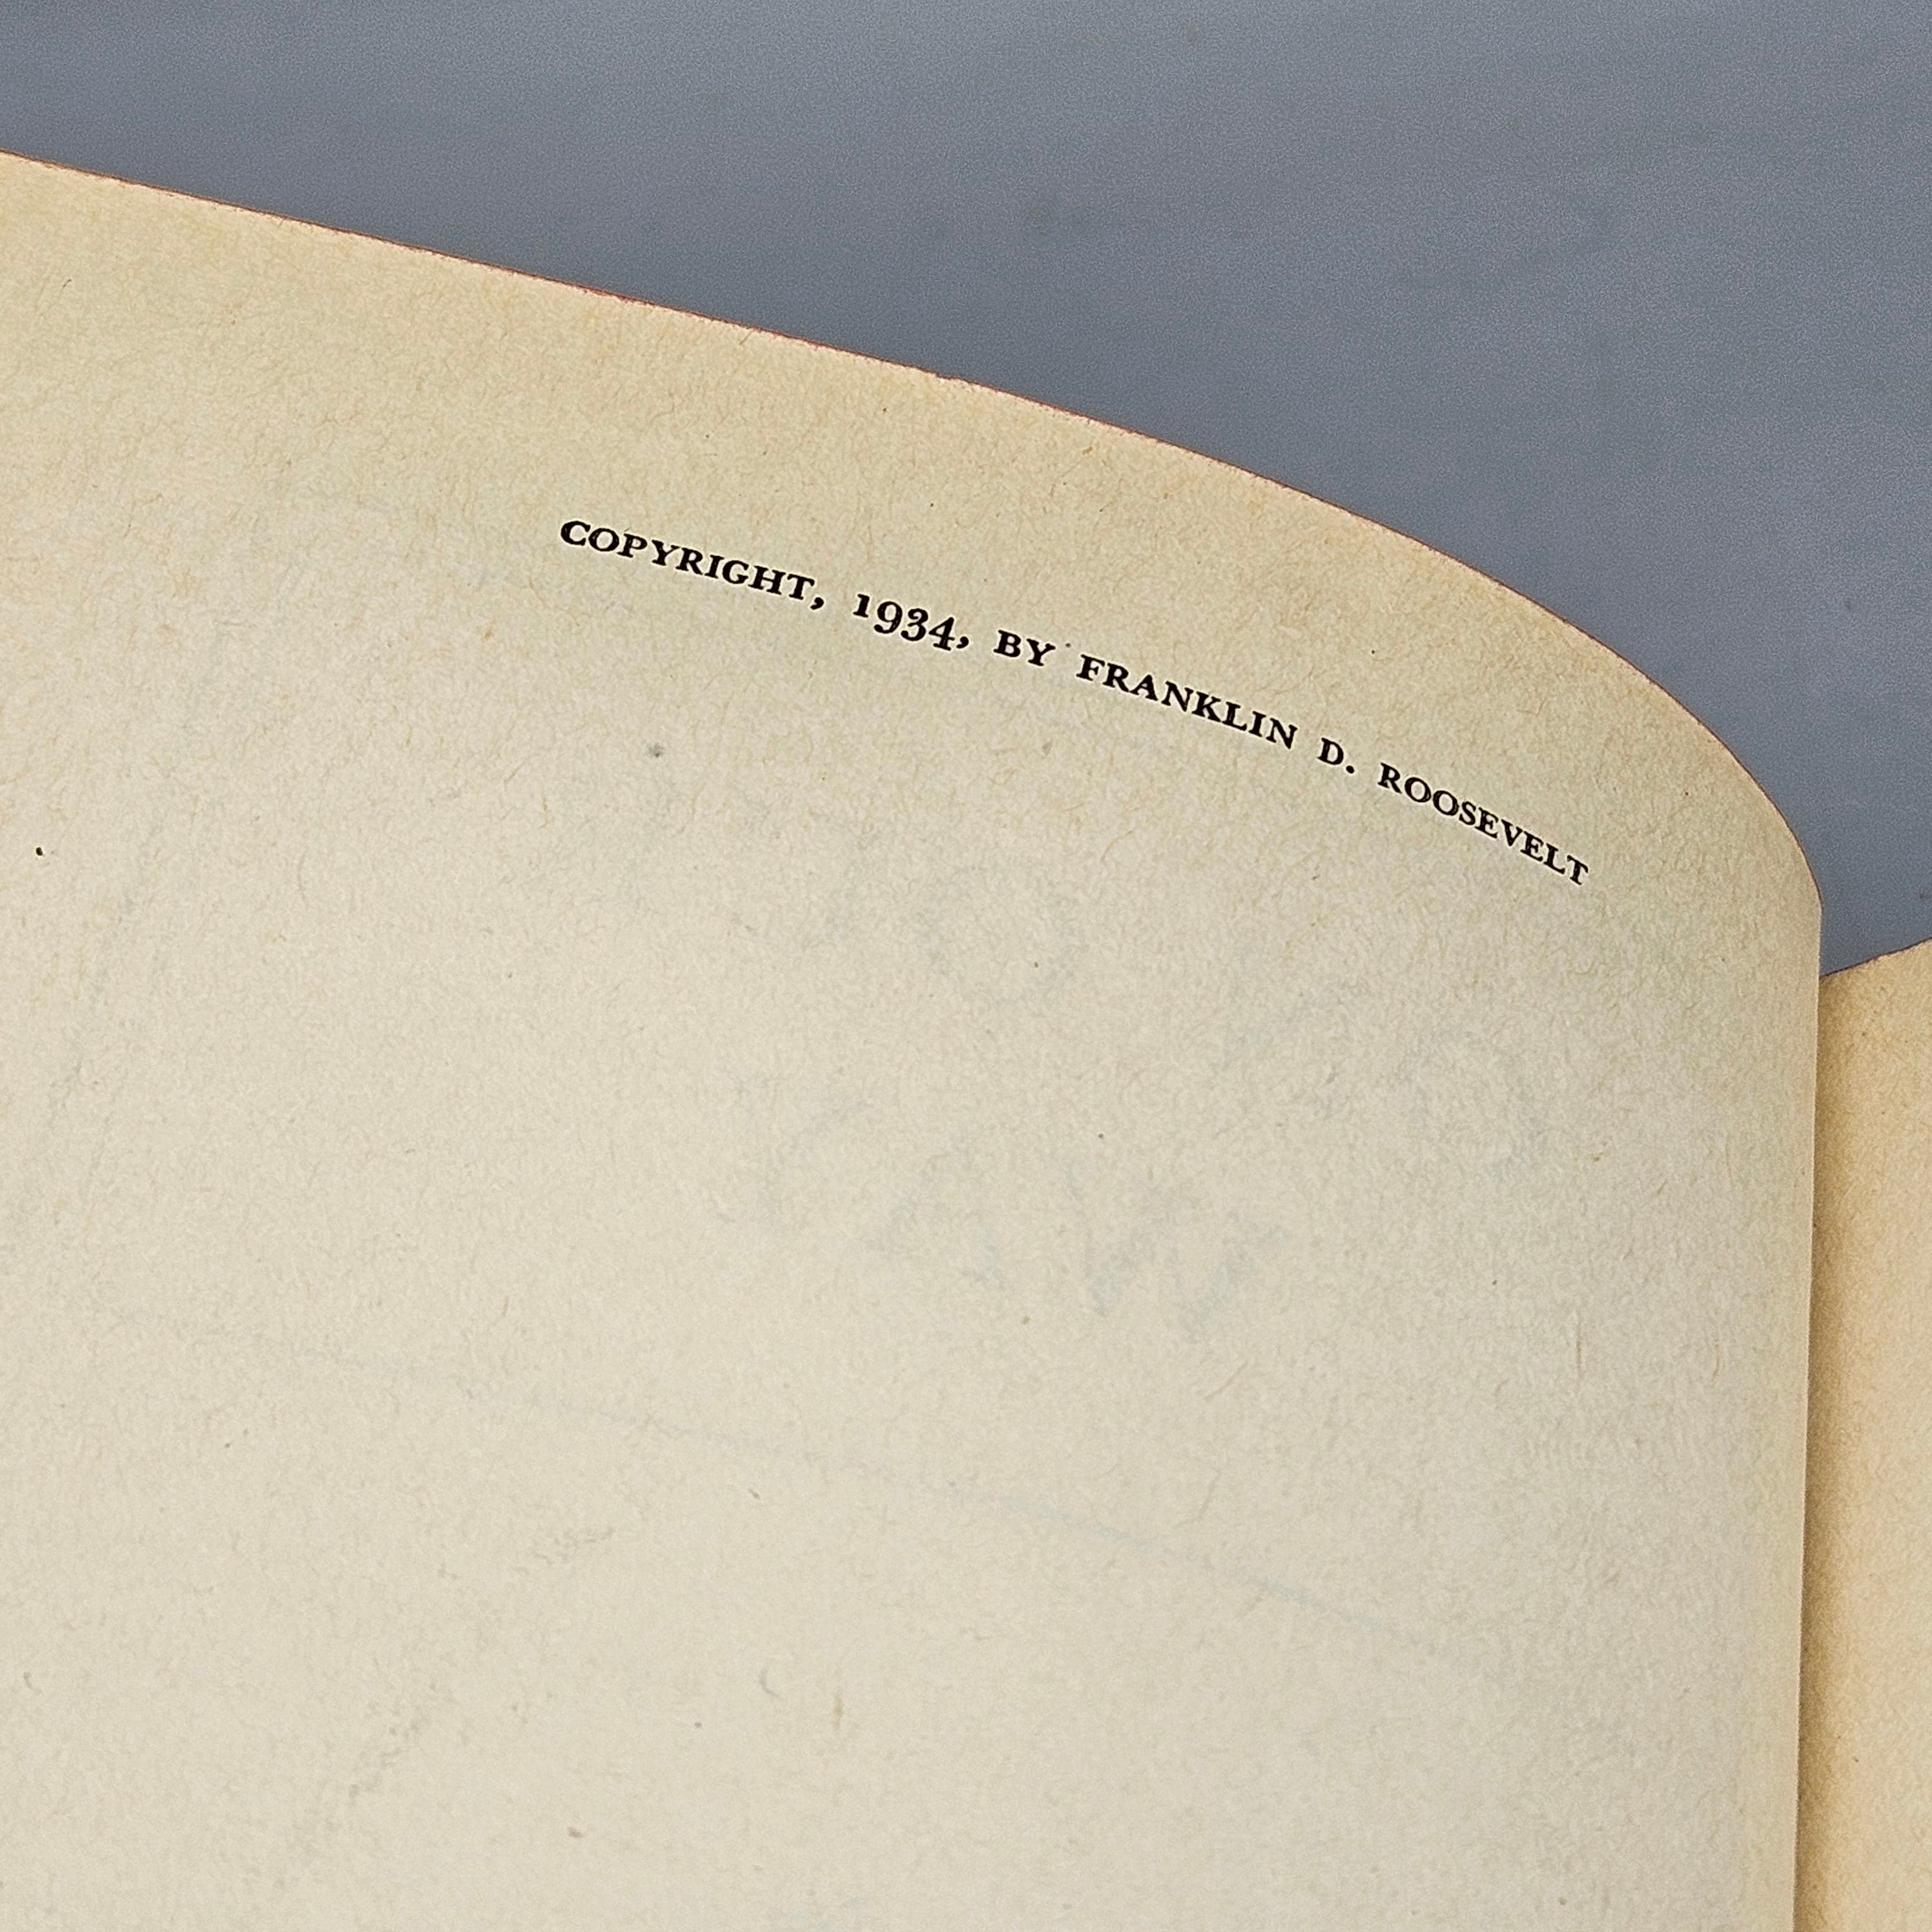 COPYRIGHT, 1934, BY FRANKLIN D. ROOSEVELT